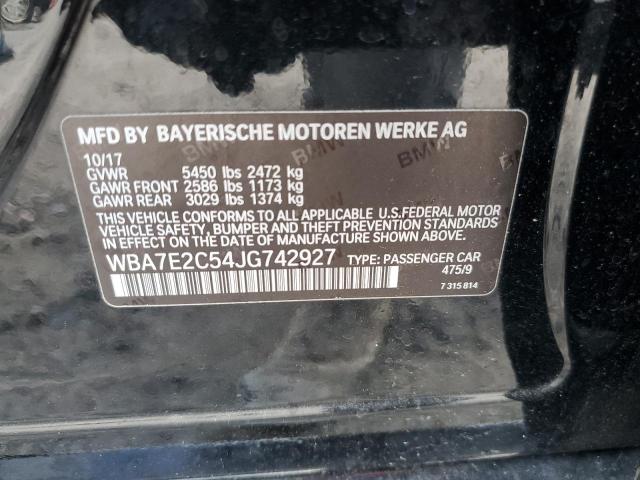 MFD BY BAYERISCHE MOTOREN WERKE AG
10/17
GVWR 5450 lbs 2472 kg
GAWR FRONT 2586 lbs 1173 kg
GAWR REAR 3029 lbs 1374 kg
THIS VEHICLE CONFORMS TO ALL APPLICABLE U.S.FEDERAL MOTOR
VEHICLE SAFETY, BUMPER AND THEFT PREVENTION STANDARDS
IN EFFECT ON THE DATE OF MANUFACTURE SHOWN ABOVE.
WBA7E2C54JG742927 TYPE: PASSENGER CAR
475/9
7 315 814